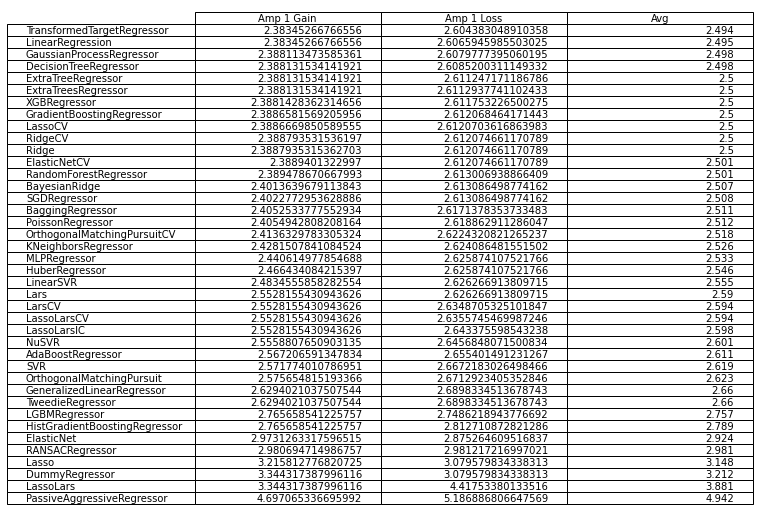 Amp 1 Gain Amp 1 Loss Avg
TransformedTargetRegressor 2.38345266766556 2.604383048910358 2.494
LinearRegression 2.38345266766556 2.6065945985503025 2.495
GaussianProcessRegressor 2.388113473585361 2.6079777395060195 2.498
DecisionTreeRegressor 2.388131534141921 2.6085200311149332 2.498
ExtraTreeRegressor 2.388131534141921 2.611247171186786 2.5
ExtraTreesRegressor 2.388131534141921 2.6112937741102433 2.5
XGBRegressor 2.3881428362314656 2.611753226500275 2.5
GradientBoostingRegressor 2.3886581569205956 2.612068464171443 2.5
LassoCV 2.3886669850589555 2.6120703616863983 2.5
RidgeCV 2.388793531536197 2.612074661170789 2.5
Ridge 2.3887935315362703 2.612074661170789 2.5
ElasticNetCV 2.3889401322997 2.612074661170789 2.501
RandomForestRegressor 2.389478670667993 2.613006938866409 2.501
BayesianRidge 2.4013639679113843 2.613086498774162 2.507
SGDRegressor 2.4022772953628886 2.613086498774162 2.508
BaggingRegressor 2.4052533777552934 2.6171378353733483 2.511
PoissonRegressor 2.4054942808208164 2.618862911286047 2.512
OrthogonalMatchingPursuitCV 2.4136329783305324 2.6224320821265237 2.518
KNeighborsRegressor 2.4281507841084524 2.624086481551502 2.526
MLPRegressor 2.440614977854688 2.625874107521766 2.533
HuberRegressor 2.466434084215397 2.625874107521766 2.546
LinearSVR 2.4834555858282554 2.626266913809715 2.555
Lars 2.5528155430943626 2.626266913809715 2.59
LarsCV 2.5528155430943626 2.6348705325101847 2.594
LassoLarsCV 2.5528155430943626 2.6355745469987246 2.594
LassoLarsIC 2.5528155430943626 2.643375598543238 2.598
NuSVR 2.5558807650903135 2.6456848071500834 2.601
AdaBoostRegressor 2.567206591347834 2.655401491231267 2.611
SVR 2.571774010786951 2.6672183026498466 2.619
OrthogonalMatchingPursuit 2.575654815193366 2.6712923405352846 2.623
GeneralizedLinearRegressor 2.6294021037507544 2.6898334513678743 2.66
TweedieRegressor 2.6294021037507544 2.6898334513678743 2.66
LGBMRegressor 2.765658541225757 2.7486218943776692 2.757
HistGradientBoostingRegressor 2.765658541225757 2.812710872821286 2.789
ElasticNet 2.9731263317596515 2.875264609516837 2.924
RANSACRegressor 2.980694714986757 2.981217216997021 2.981
Lasso 3.215812776820725 3.079579834338313 3.148
DummyRegressor 3.344317387996116 3.079579834338313 3.212
LassoLars 3.344317387996116 4.41753380133516 3.881
PassiveAggressiveRegressor 4.697065336695992 5.186886806647569 4.942